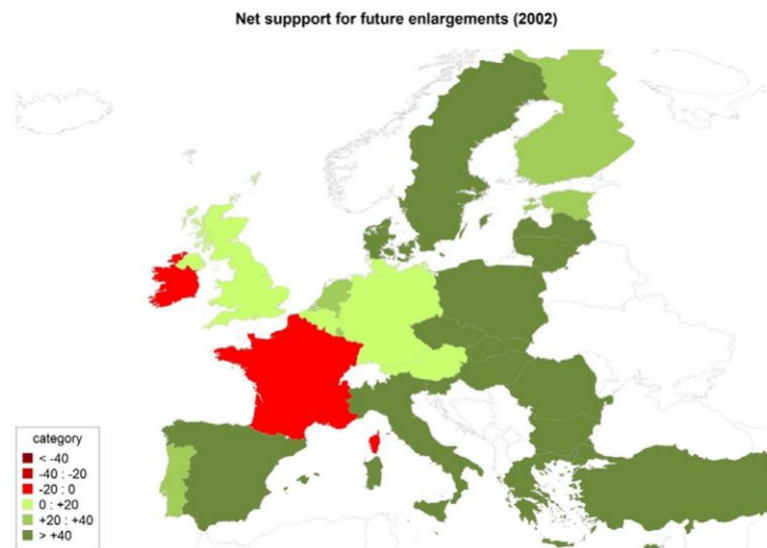 Net suppport for future enlargements (2002)
category
< -40
-40 : -20
-20 : 0
0 : +20
+20 : +40
> +40